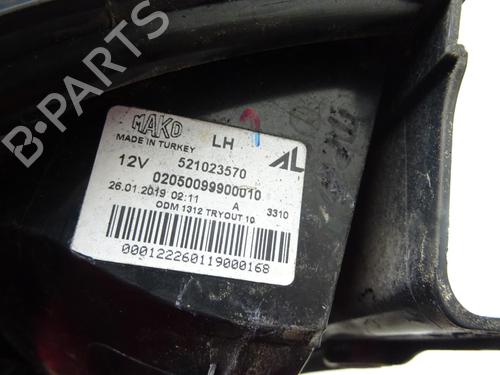 B-PARTS
MAKO
LH
MADE IN TURKEY
AL
12V 521023570
02050099900010
26.01.2019 02:11 A 3310
ODM 1312 TRYOUT 10
0001222260119000168